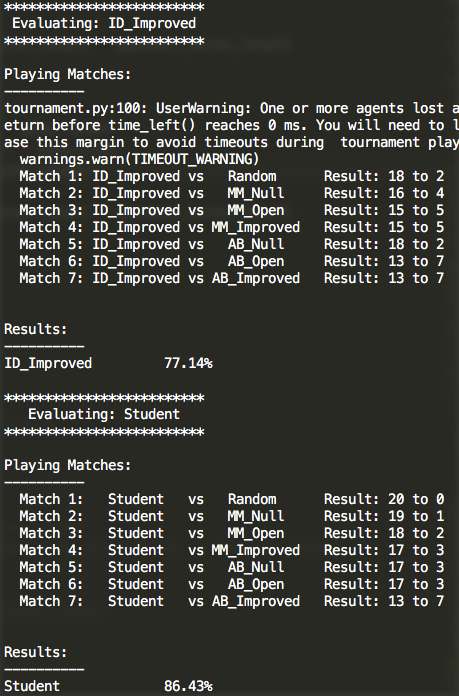 *************************
 Evaluating: ID_Improved
*************************

Playing Matches:
----------
tournament.py:100: UserWarning: One or more agents lost a
eturn before time_left() reaches 0 ms. You will need to l
ase this margin to avoid timeouts during  tournament play
  warnings.warn(TIMEOUT_WARNING)
  Match 1: ID_Improved vs   Random      Result: 18 to 2
  Match 2: ID_Improved vs   MM_Null     Result: 16 to 4
  Match 3: ID_Improved vs   MM_Open     Result: 15 to 5
  Match 4: ID_Improved vs MM_Improved   Result: 15 to 5
  Match 5: ID_Improved vs   AB_Null     Result: 18 to 2
  Match 6: ID_Improved vs   AB_Open     Result: 13 to 7
  Match 7: ID_Improved vs AB_Improved   Result: 13 to 7

Results:
----------
ID_Improved         77.14%

*************************
   Evaluating: Student
*************************

Playing Matches:
----------
  Match 1:   Student   vs   Random      Result: 20 to 0
  Match 2:   Student   vs   MM_Null     Result: 19 to 1
  Match 3:   Student   vs   MM_Open     Result: 18 to 2
  Match 4:   Student   vs MM_Improved   Result: 17 to 3
  Match 5:   Student   vs   AB_Null     Result: 17 to 3
  Match 6:   Student   vs   AB_Open     Result: 17 to 3
  Match 7:   Student   vs AB_Improved   Result: 13 to 7

Results:
----------
Student             86.43%